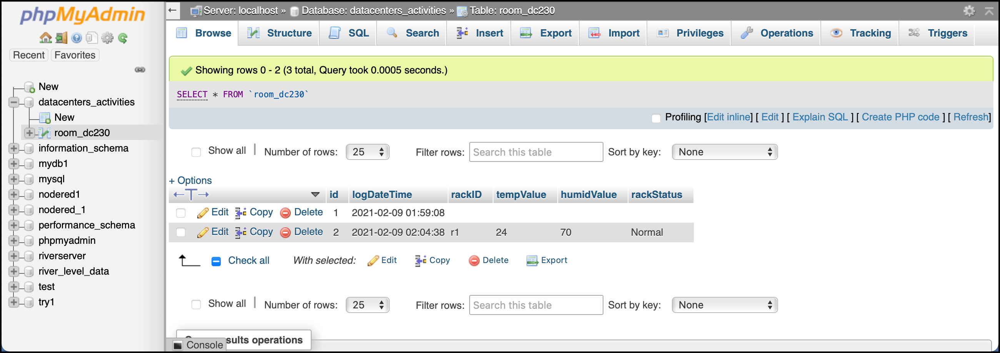 phpMyAdmin
Recent Favorites
New
datacenters_activities
New
room_dc230
information_schema
mydb1
mysql
nodered1
nodered_1
performance_schema
phpmyadmin
riverserver
river_level_data
test
try1
Server: localhost » Database: datacenters_activities » Table: room_dc230
Browse Structure SQL Search Insert Export Import Privileges Operations Tracking Triggers
Showing rows 0 - 2 (3 total, Query took 0.0005 seconds.)
SELECT * FROM `room_dc230`
Profiling [Edit inline] [ Edit ] [ Explain SQL ] [ Create PHP code ] [ Refresh]
Show all | Number of rows: 25 Filter rows: Search this table Sort by key: None
+ Options
←T→ id logDateTime rackID tempValue humidValue rackStatus
Edit Copy Delete 1 2021-02-09 01:59:08
Edit Copy Delete 2 2021-02-09 02:04:38 r1 24 70 Normal
Check all With selected: Edit Copy Delete Export
Show all | Number of rows: 25 Filter rows: Search this table Sort by key: None
sults operations
Console